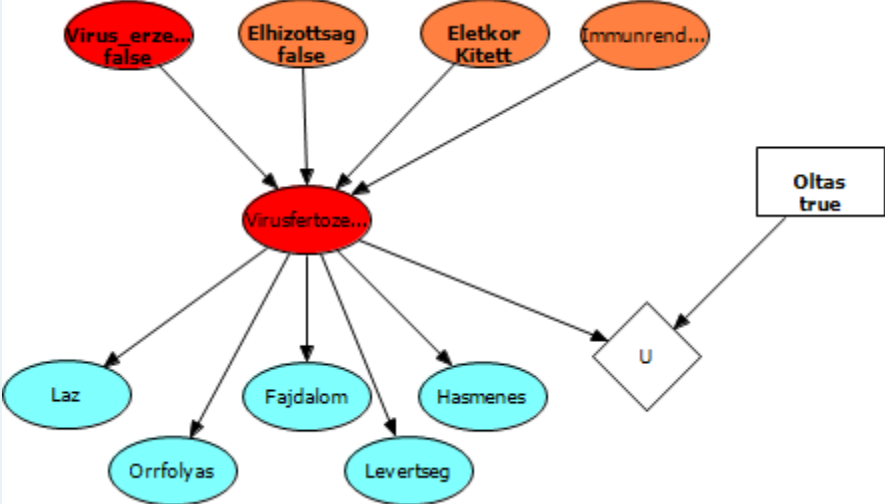 Virus_erze...
false
Elhizottsag
false
Eletkor
Kitett
Immunrend...
Oltas
true
Virusfertoze...
U
Laz
Fajdalom
Hasmenes
Orrfolyas
Levertseg